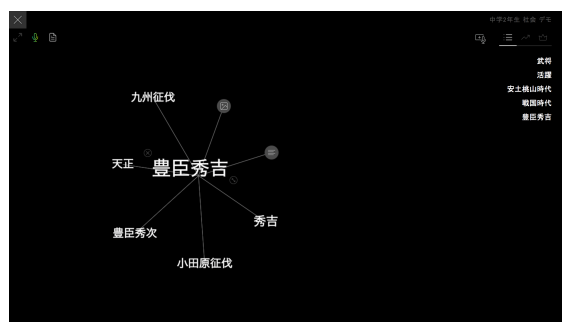 中学2年生 社会 デモ
武将
活躍
安土桃山時代
戦国時代
豊臣秀吉
九州征伐
天正
豊臣秀吉
豊臣秀次
秀吉
小田原征伐